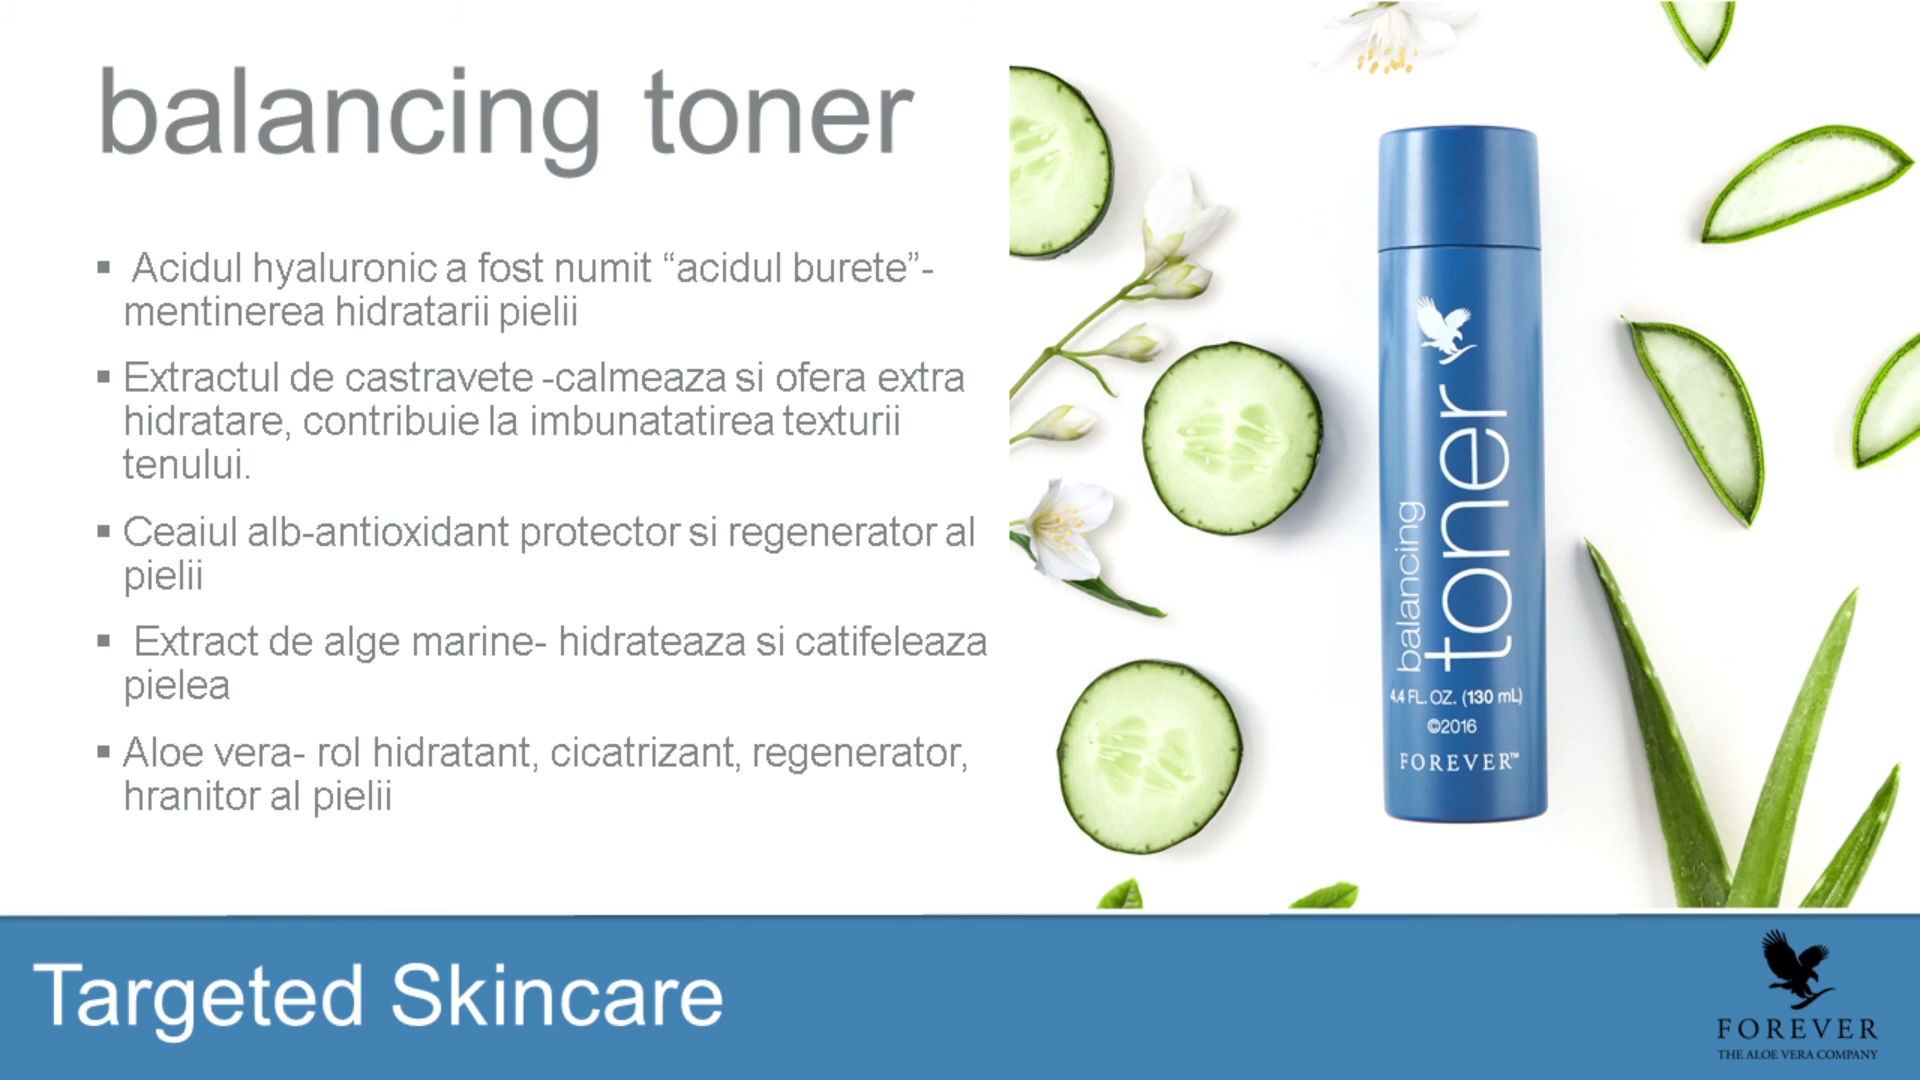 balancing toner
▪ Acidul hyaluronic a fost numit “acidul burete”-
mentinerea hidratarii pielii
▪ Extractul de castravete -calmeaza si ofera extra
hidratare, contribuie la imbunatatirea texturii
tenului.
▪ Ceaiul alb-antioxidant protector si regenerator al
pielii
▪ Extract de alge marine- hidrateaza si catifeleaza
pielea
▪ Aloe vera- rol hidratant, cicatrizant, regenerator,
hranitor al pielii
balancing
toner
4.4 FL. OZ. (130 mL)
©2016
FOREVER™
Targeted Skincare
FOREVER
THE ALOE VERA COMPANY